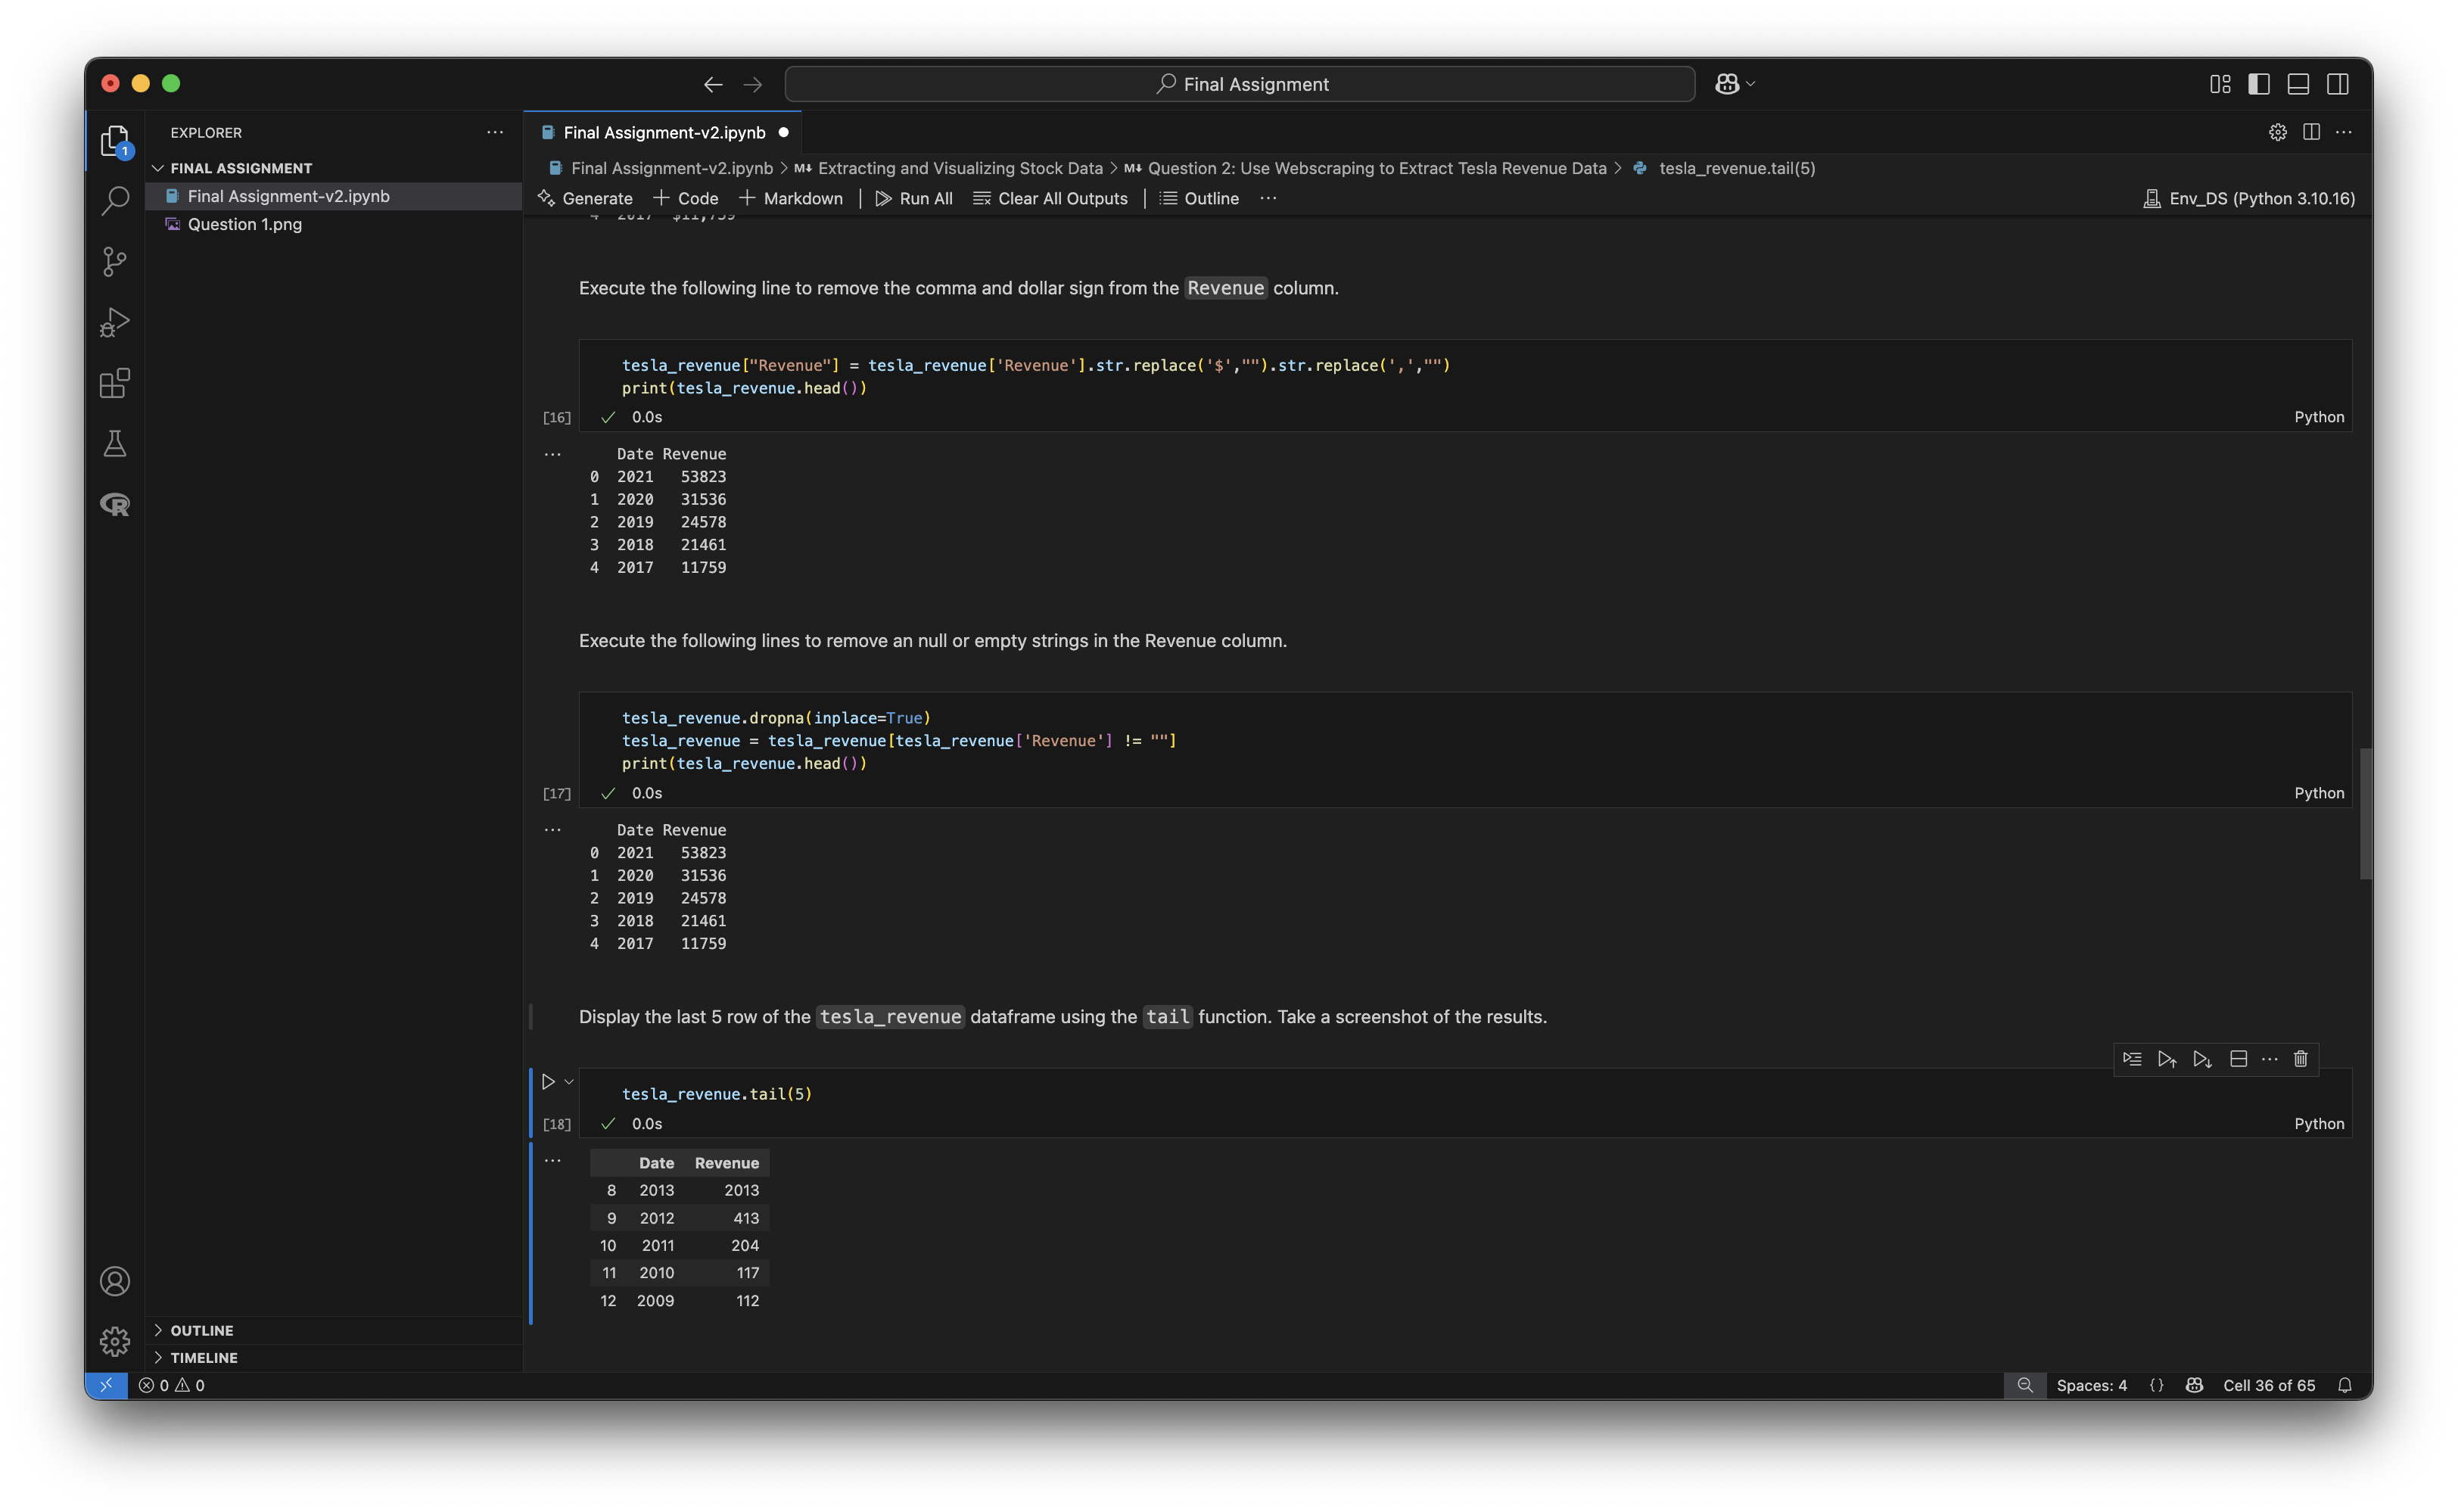 Final Assignment
EXPLORER
FINAL ASSIGNMENT
Final Assignment-v2.ipynb
Question 1.png
OUTLINE
TIMELINE
Final Assignment-v2.ipynb
Final Assignment-v2.ipynb > M↓ Extracting and Visualizing Stock Data > M↓ Question 2: Use Webscraping to Extract Tesla Revenue Data > tesla_revenue.tail(5)
Generate + Code + Markdown | Run All Clear All Outputs | Outline ··· Env_DS (Python 3.10.16)
4 2017 $11,759
Execute the following line to remove the comma and dollar sign from the Revenue column.
tesla_revenue["Revenue"] = tesla_revenue['Revenue'].str.replace('$',"").str.replace(',',"")
print(tesla_revenue.head())
[16] ✓ 0.0s Python
Date Revenue
0 2021 53823
1 2020 31536
2 2019 24578
3 2018 21461
4 2017 11759
Execute the following lines to remove an null or empty strings in the Revenue column.
tesla_revenue.dropna(inplace=True)
tesla_revenue = tesla_revenue[tesla_revenue['Revenue'] != ""]
print(tesla_revenue.head())
[17] ✓ 0.0s Python
Date Revenue
0 2021 53823
1 2020 31536
2 2019 24578
3 2018 21461
4 2017 11759
Display the last 5 row of the tesla_revenue dataframe using the tail function. Take a screenshot of the results.
tesla_revenue.tail(5)
[18] ✓ 0.0s Python
Date Revenue
8 2013 2013
9 2012 413
10 2011 204
11 2010 117
12 2009 112
1
R
0 0
Spaces: 4 {} Cell 36 of 65